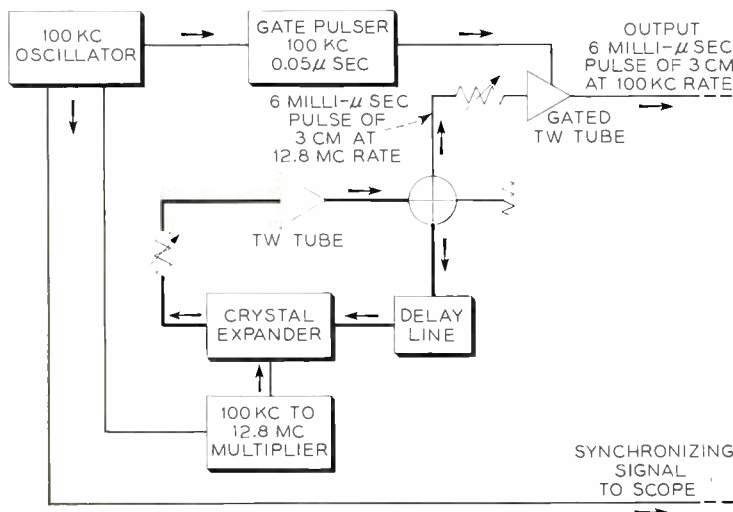 100 KC
OSCILLATOR
GATE PULSER
100 KC
0.05μ SEC
OUTPUT
6 MILLI-μ SEC
PULSE OF 3 CM
AT 100 KC RATE
6 MILLI-μ SEC
PULSE OF
3 CM AT
12.8 MC RATE
GATED
TW TUBE
TW TUBE
CRYSTAL
EXPANDER
DELAY
LINE
100 KC TO
12.8 MC
MULTIPLIER
SYNCHRONIZING
SIGNAL
TO SCOPE